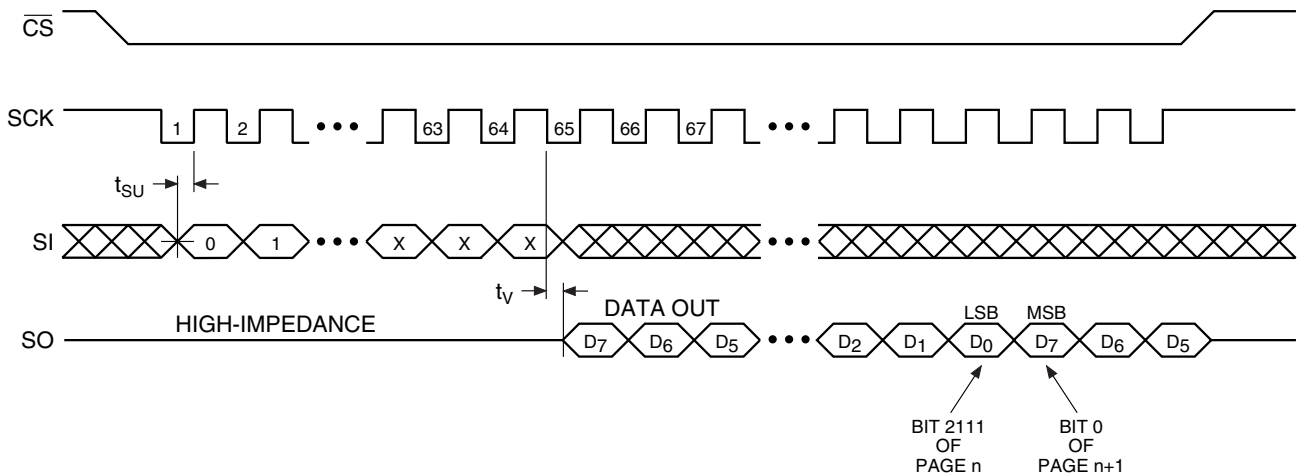 CS
SCK
1 2 ••• 63 64 65 66 67 •••
tSU
SI
0 1 ••• X X X •••
tV
HIGH-IMPEDANCE
DATA OUT
LSB MSB
SO
D7 D6 D5 ••• D2 D1 D0 D7 D6 D5
BIT 2111
OF
PAGE n
BIT 0
OF
PAGE n+1